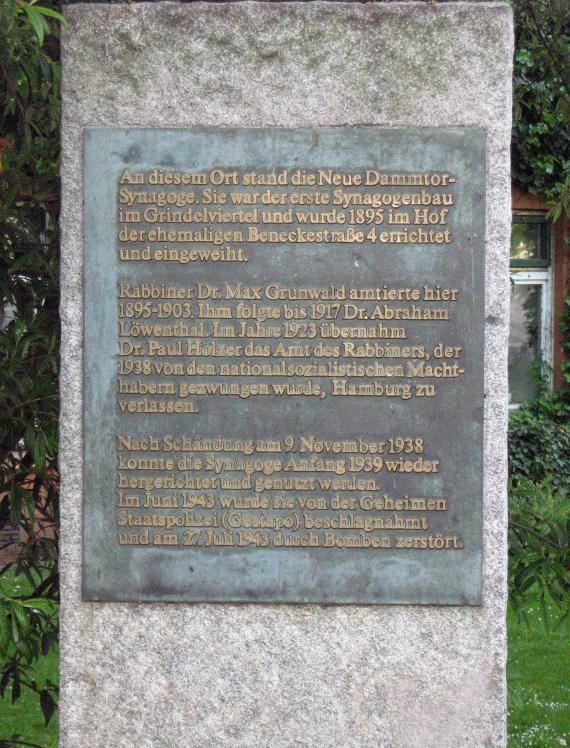 An diesem Ort stand die Neue Dammtor-
Synagoge. Sie war der erste Synagogenbau
im Grindelviertel und wurde 1895 im Hof
der ehemaligen Beneckestraße 4 errichtet
und eingeweiht.
Rabbiner Dr. Max Grunwald amtierte hier
1895-1903. Ihm folgte bis 1917 Dr. Abraham
Löwenthal. Im Jahre 1923 übernahm
Dr. Paul Holzer das Amt des Rabbiners, der
1938 von den nationalsozialistischen Macht-
habern gezwungen wurde, Hamburg zu
verlassen.
Nach Schändung am 9. November 1938
konnte die Synagoge Anfang 1939 wieder
hergerichtet und genutzt werden.
Im Juni 1943 wurde sie von der Geheimen
Staatspolizei (Gestapo) beschlagnahmt
und am 27. Juli 1943 durch Bomben zerstört.